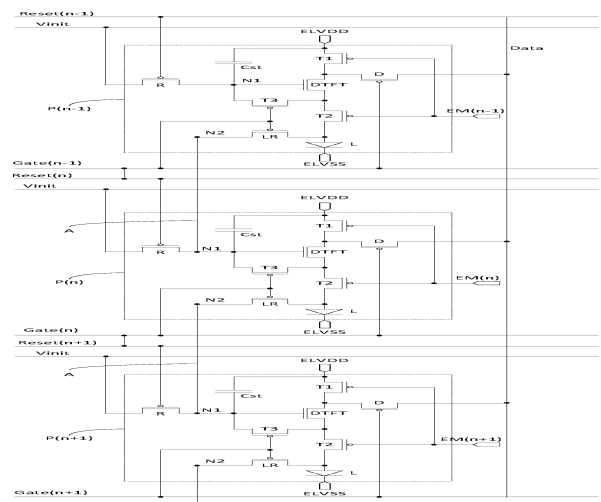 Reset(n-1)
Vinit
ELVDD
Data
T1
Cst
D
R
N1
DTFT
P(n-1)
T3
T2
EM(n-1)
N2
LR
L
Gate(n-1)
ELVSS
Reset(n)
Vinit
ELVDD
A
T1
Cst
D
R
N1
DTFT
T3
P(n)
T2
EM(n)
N2
LR
L
Gate(n)
ELVSS
Reset(n+1)
Vinit
ELVDD
A
T1
Cst
D
R
N1
DTFT
T3
P(n+1)
T2
EM(n+1)
N2
LR
L
Gate(n+1)
ELVSS